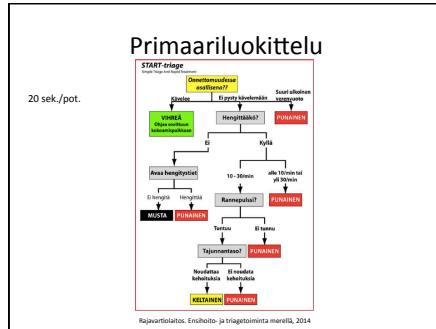 Primaariluokittelu
20 sek./pot.
START-triage
Simple Triage And Rapid Treatment
Onnettomuudessa
osallisena??
Kävelee
Ei pysty kävelemään
Suuri ulkoinen
verenvuoto
VIHREÄ
Ohjaa sovittuun
kokoamispaikkaan
Hengittääkö?
PUNAINEN
Ei
Kyllä
Avaa hengitystiet
10 - 30/min
alle 10/min tai
yli 30/min
Ei hengitä
Hengittää
Rannepulssi?
PUNAINEN
MUSTA
PUNAINEN
Tuntuu
Ei tunnu
Tajunnantaso?
PUNAINEN
Noudattaa
kehoituksia
Ei noudata
kehoituksia
KELTAINEN
PUNAINEN
Rajavartiolaitos. Ensihoito- ja triagetoiminta merellä, 2014